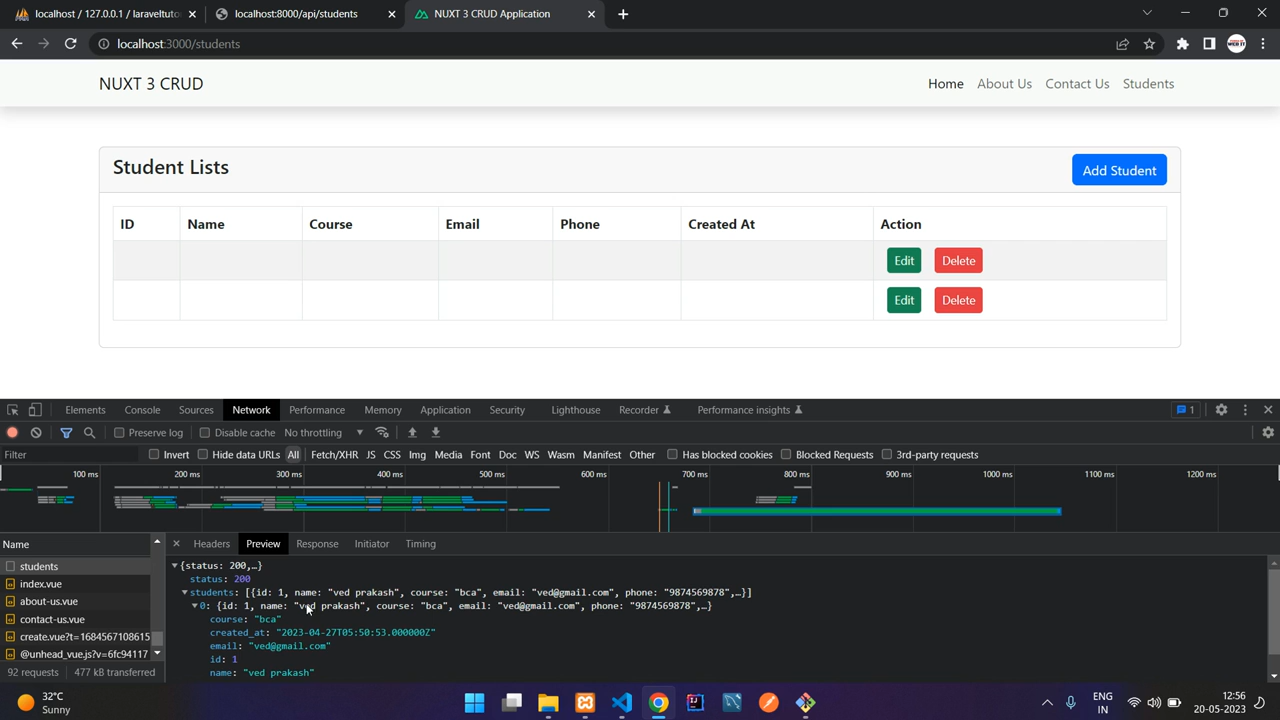 localhost / 127.0.0.1 / laraveltuto
localhost:8000/api/students
NUXT 3 CRUD Application
localhost:3000/students
NUXT 3 CRUD
Home
About Us
Contact Us
Students
Student Lists
Add Student
ID
Name
Course
Email
Phone
Created At
Action
Edit
Delete
Edit
Delete
Elements
Console
Sources
Network
Performance
Memory
Application
Security
Lighthouse
Recorder
Performance insights
1
Preserve log
Disable cache
No throttling
Filter
Invert
Hide data URLs
All
Fetch/XHR
JS
CSS
Img
Media
Font
Doc
WS
Wasm
Manifest
Other
Has blocked cookies
Blocked Requests
3rd-party requests
100 ms
200 ms
300 ms
400 ms
500 ms
600 ms
700 ms
800 ms
900 ms
1000 ms
1100 ms
1200 ms
Name
Headers
Preview
Response
Initiator
Timing
students
index.vue
about-us.vue
contact-us.vue
create.vue?t=1684567108615
@unhead_vue.js?v=6fc94117
92 requests
477 kB transferred
{status: 200,…}
status: 200
students: [{id: 1, name: "ved prakash", course: "bca", email: "ved@gmail.com", phone: "9874569878",…}]
0: {id: 1, name: "ved prakash", course: "bca", email: "ved@gmail.com", phone: "9874569878",…}
course: "bca"
created_at: "2023-04-27T05:50:53.000000Z"
email: "ved@gmail.com"
id: 1
name: "ved prakash"
32°C
Sunny
ENG
IN
12:56
20-05-2023